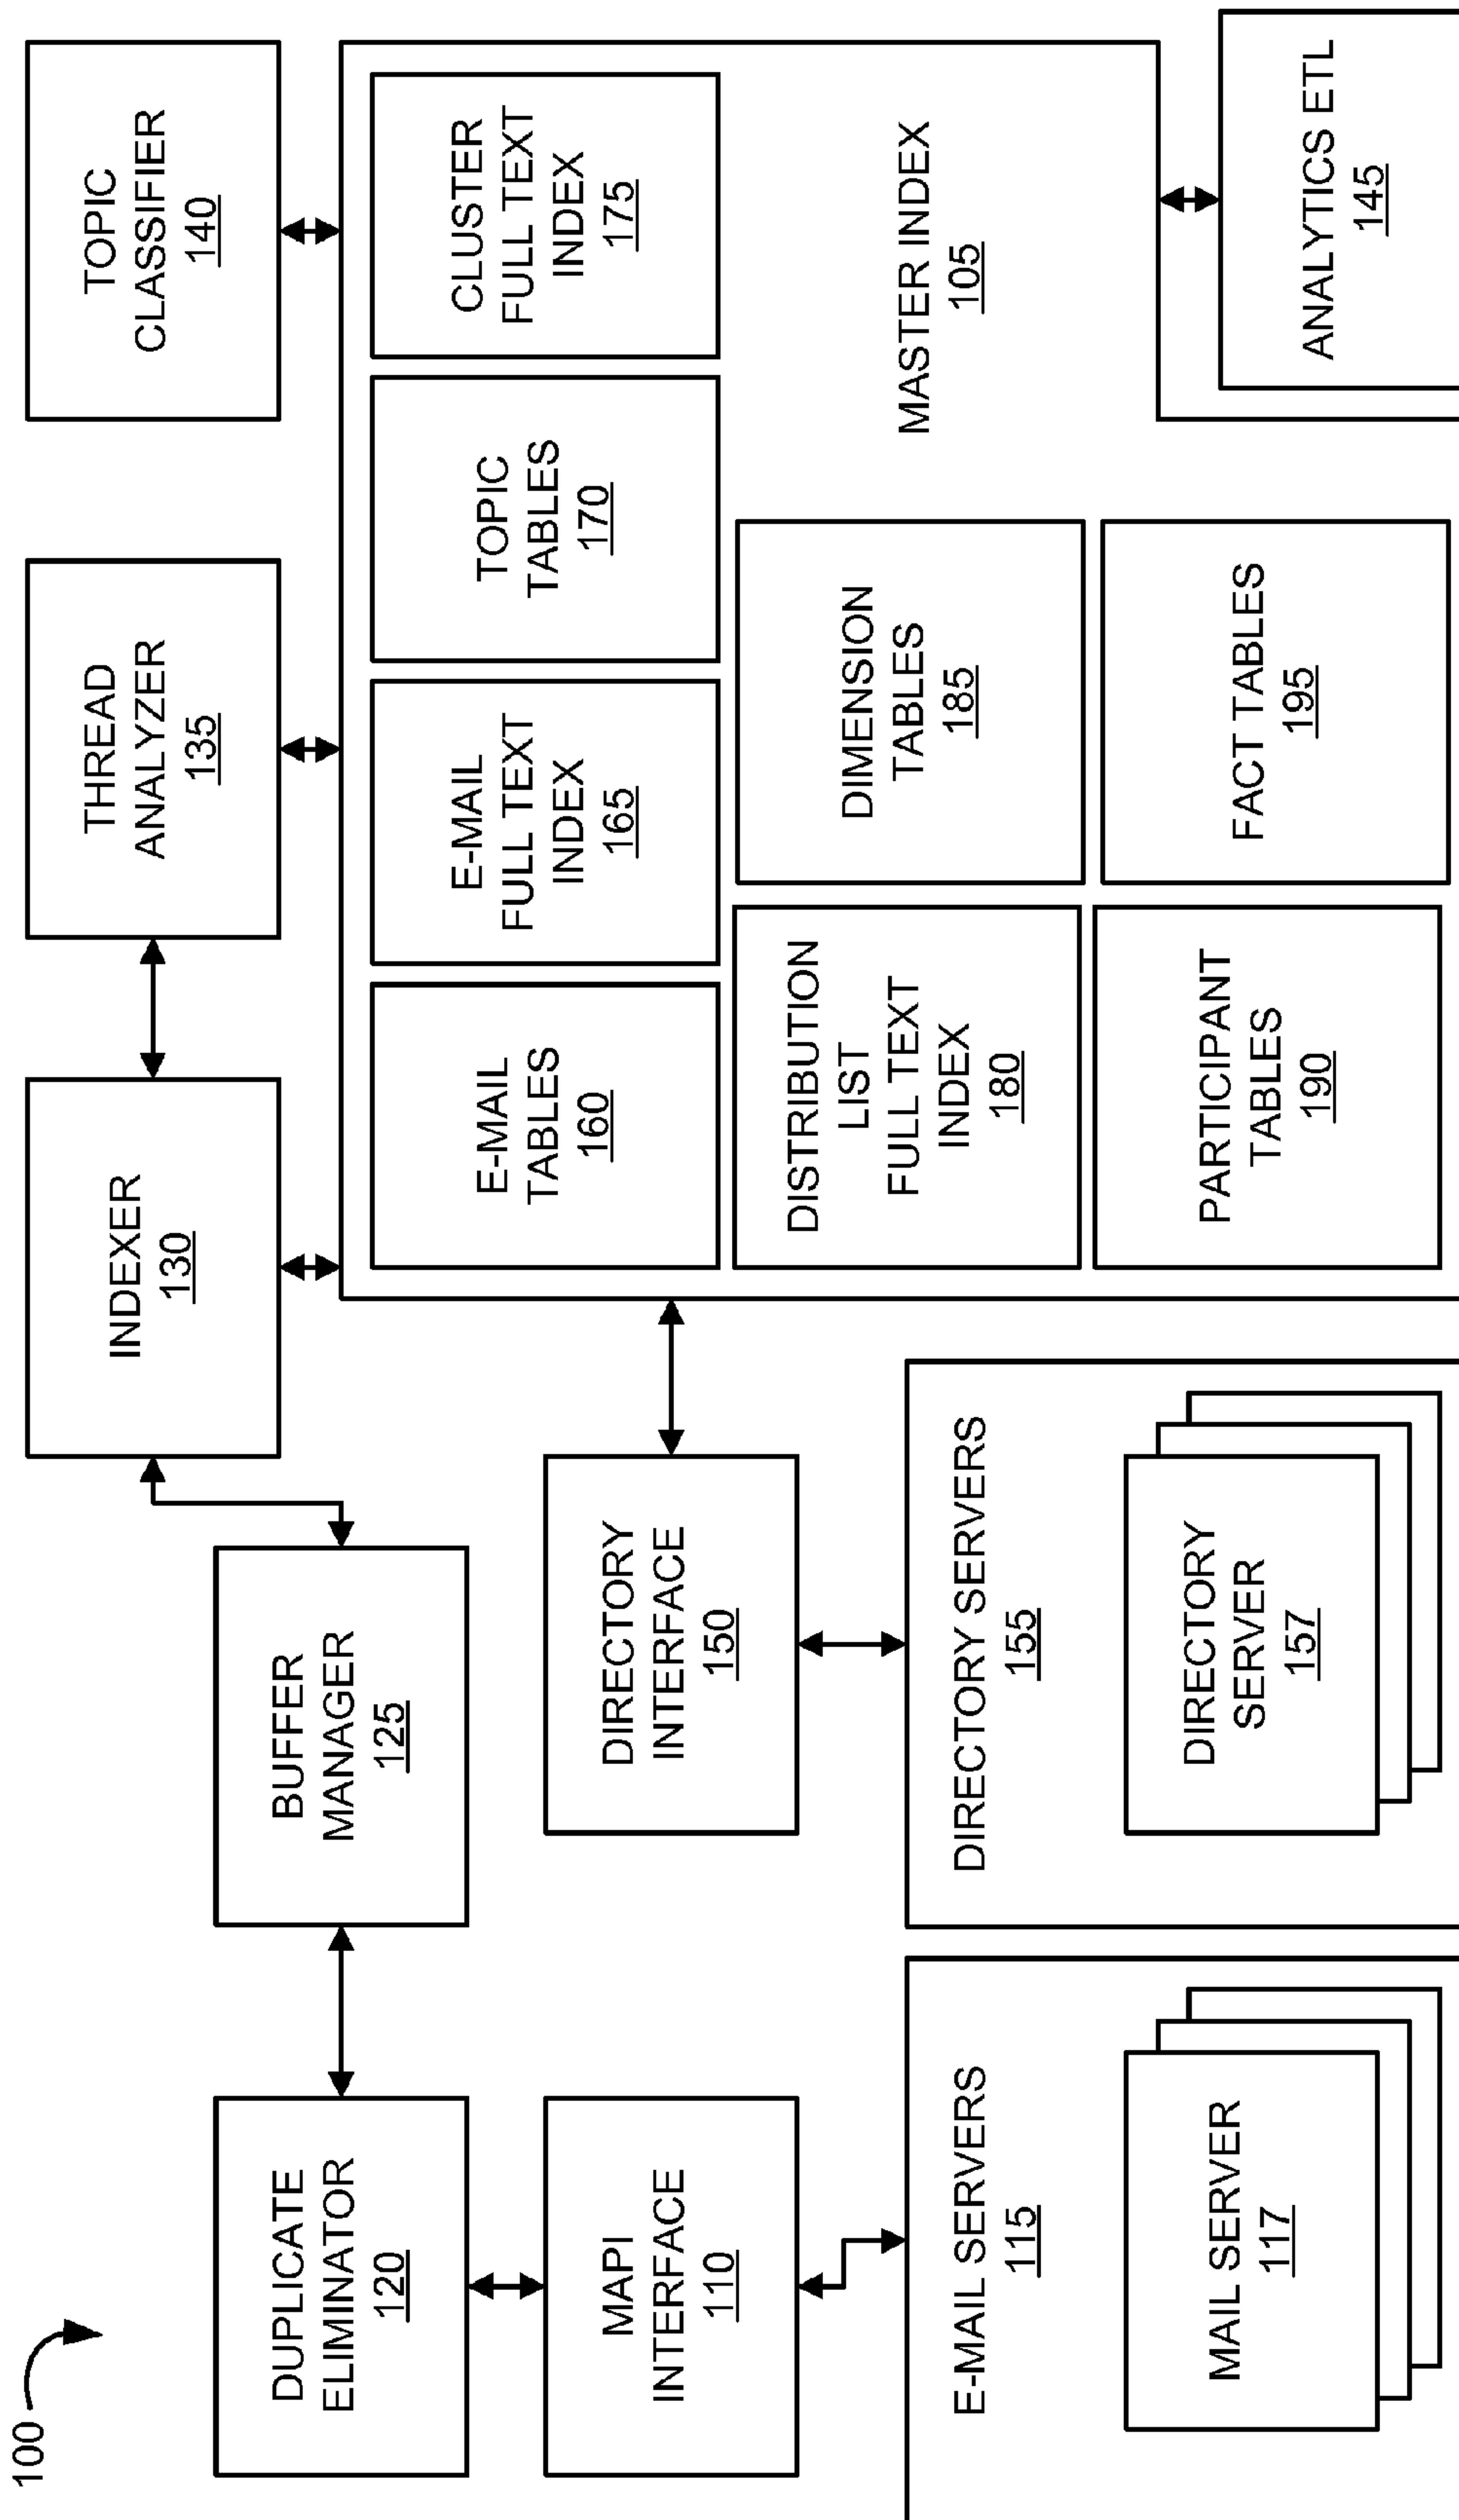 100
DUPLICATE
ELIMINATOR
120
BUFFER
MANAGER
125
INDEXER
130
THREAD
ANALYZER
135
TOPIC
CLASSIFIER
140
MAPI
INTERFACE
110
DIRECTORY
INTERFACE
150
E-MAIL
TABLES
160
E-MAIL
FULL TEXT
INDEX
165
TOPIC
TABLES
170
CLUSTER
FULL TEXT
INDEX
175
DISTRIBUTION
LIST
FULL TEXT
INDEX
180
DIMENSION
TABLES
185
MASTER INDEX
105
E-MAIL SERVERS
115
MAIL SERVER
117
DIRECTORY SERVERS
155
DIRECTORY
SERVER
157
PARTICIPANT
TABLES
190
FACT TABLES
195
ANALYTICS ETL
145